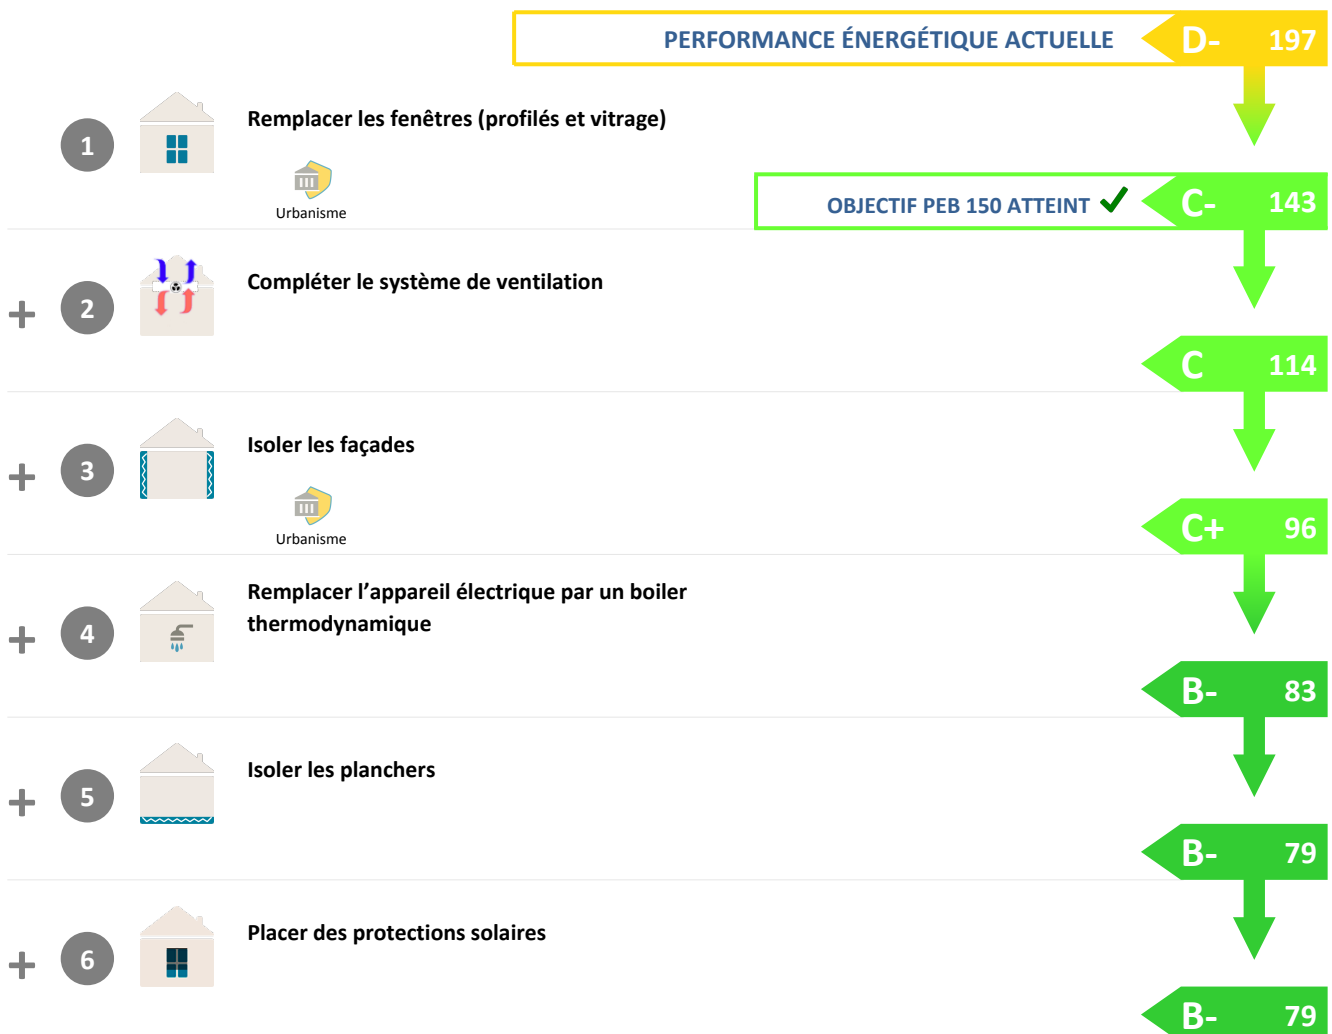 PERFORMANCE ÉNERGÉTIQUE ACTUELLE D- 197
1 Remplacer les fenêtres (profilés et vitrage)
Urbanisme
OBJECTIF PEB 150 ATTEINT C- 143
+ 2 Compléter le système de ventilation
C 114
+ 3 Isoler les façades
Urbanisme
C+ 96
+ 4 Remplacer l’appareil électrique par un boiler
thermodynamique
B- 83
+ 5 Isoler les planchers
B- 79
+ 6 Placer des protections solaires
B- 79